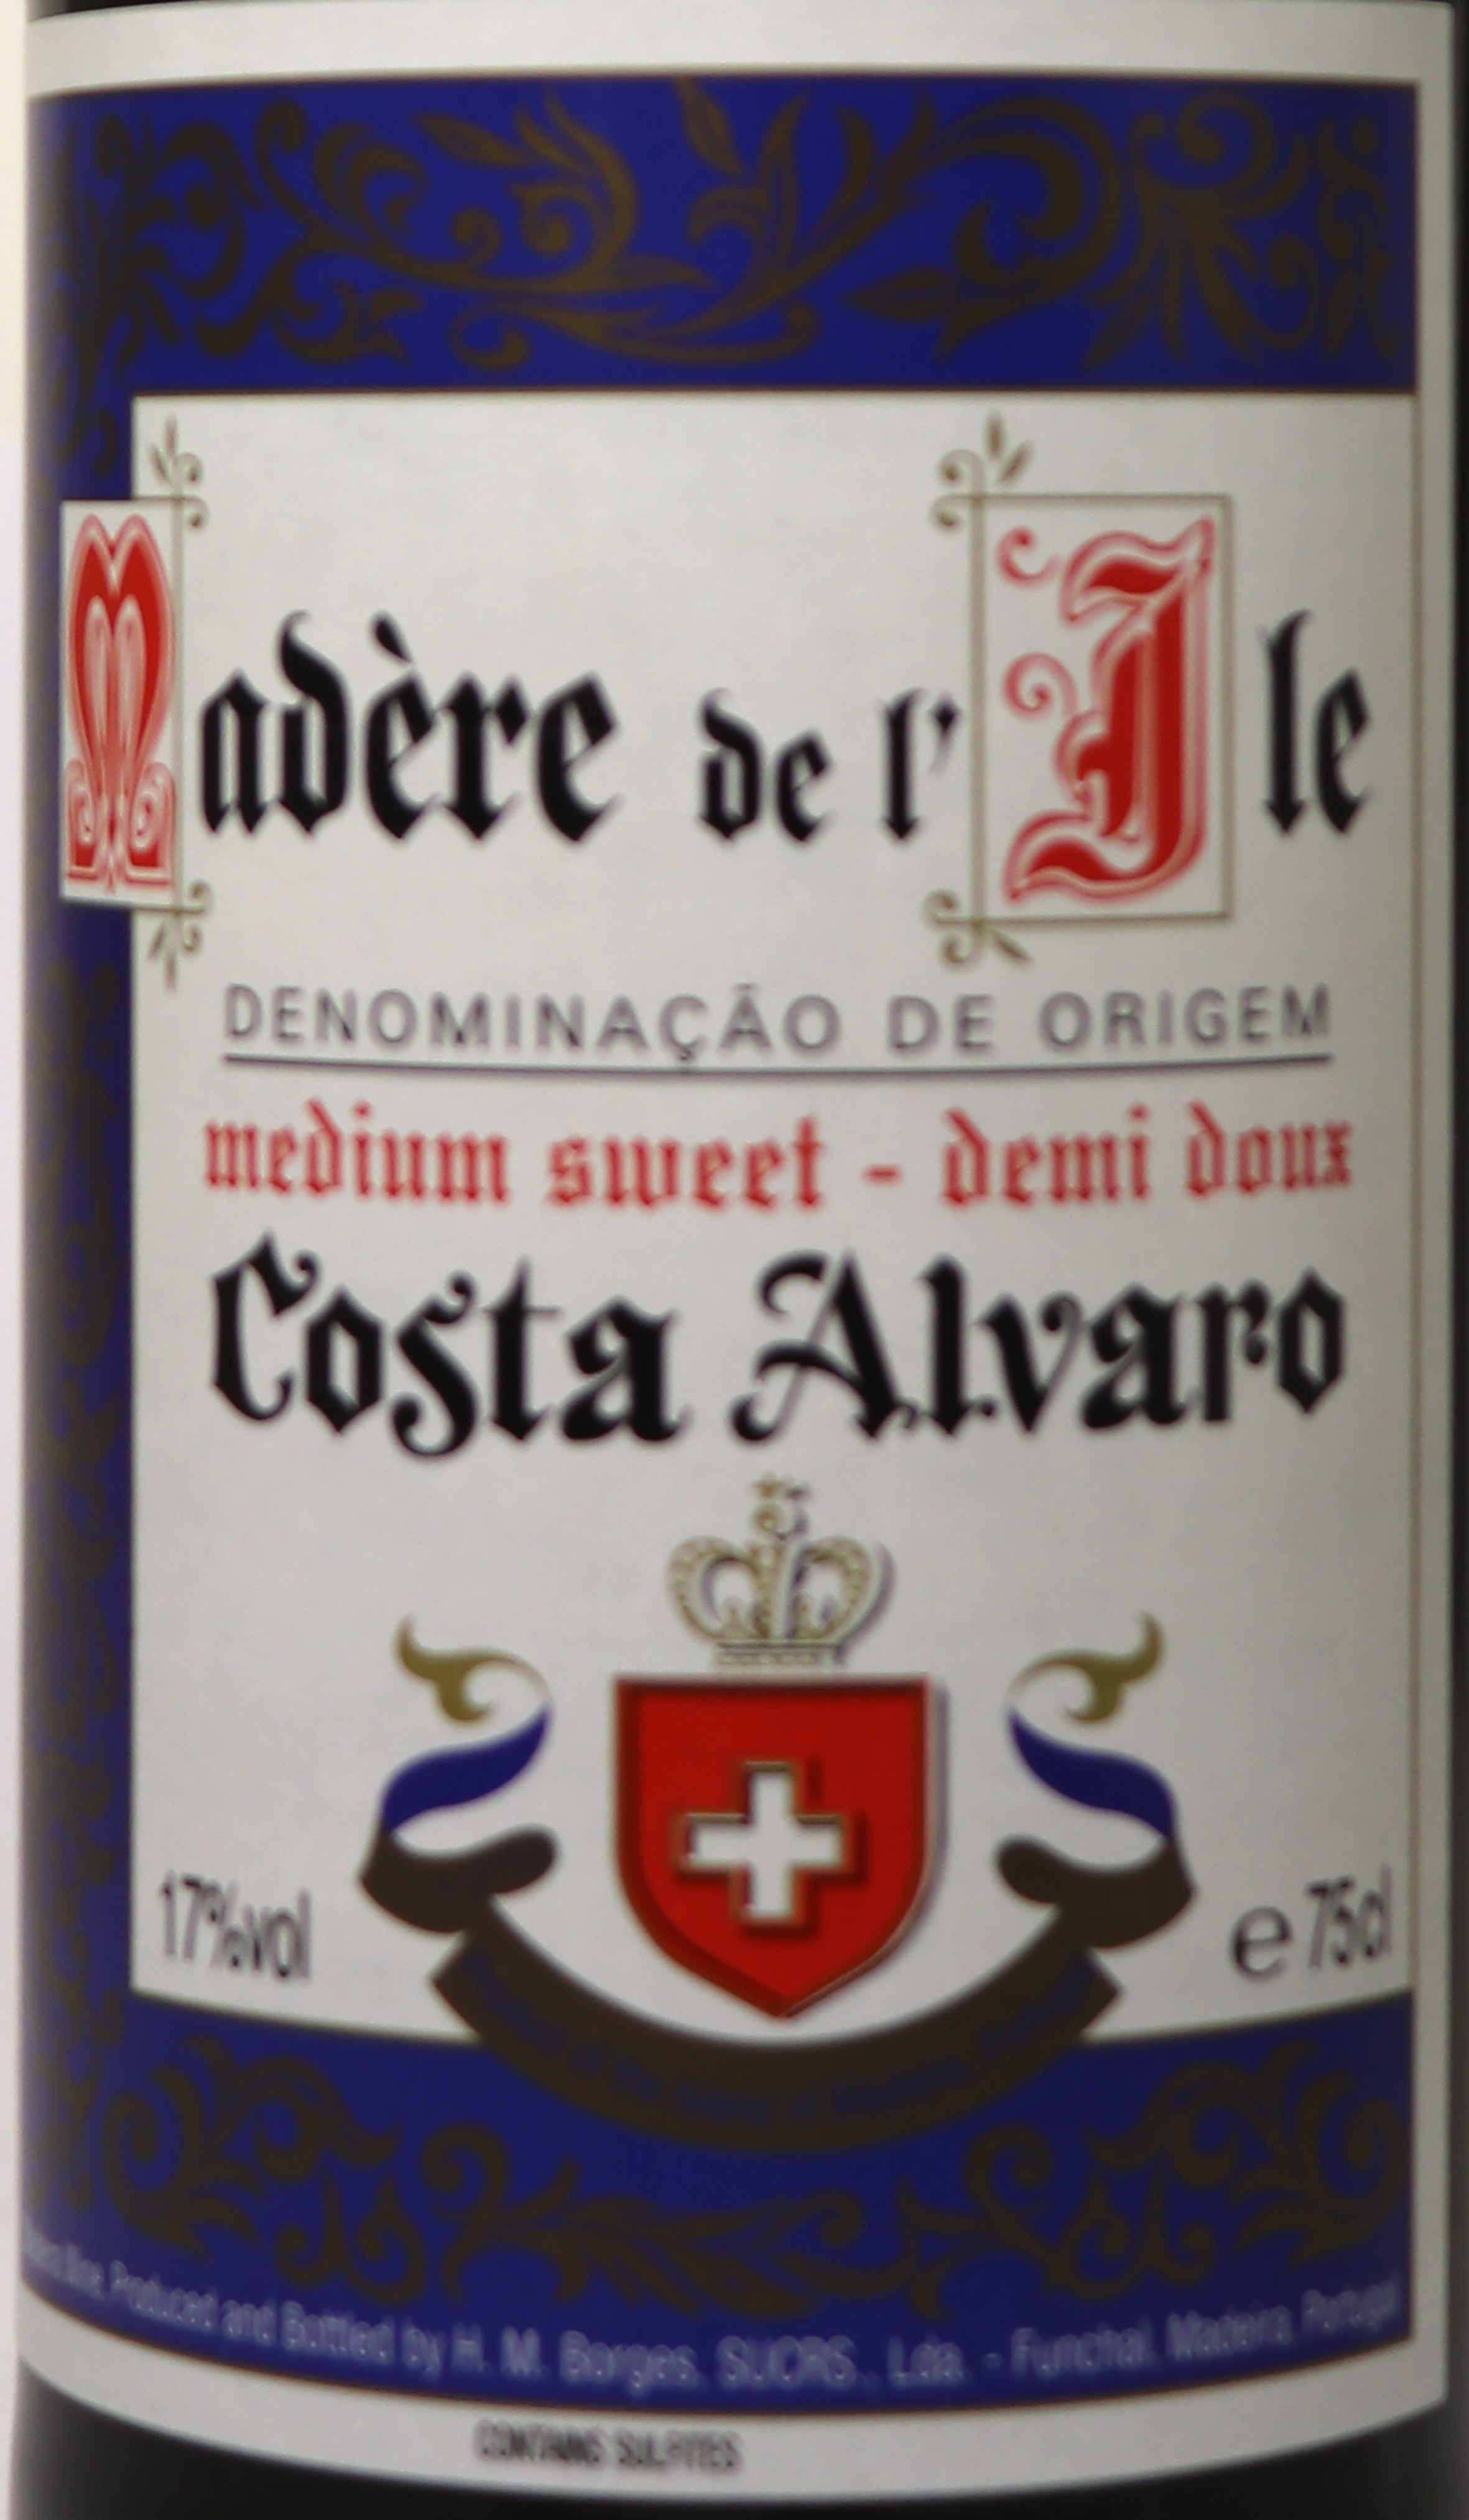 Madère de l'Ile
DENOMINAÇÃO DE ORIGEM
medium sweet - demi doux
Costa Alvaro
17%vol
e 75cl
Wine, Produced and Bottled by H. M. Borges, SUCRS., Lda. - Funchal, Madeira, Portugal
CONTAINS SULFITES